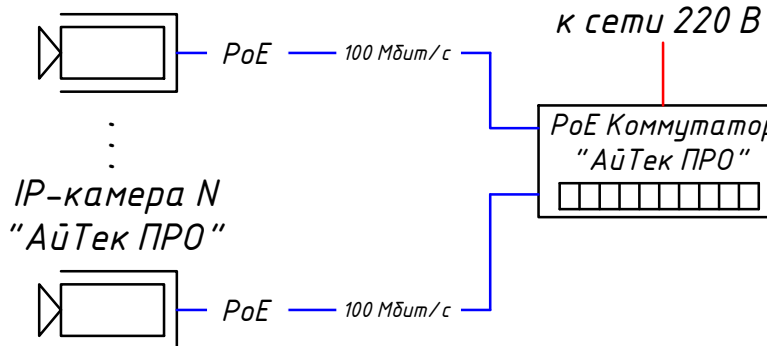 PoE
100 Мбит/с
к сети 220 В
PoE Коммутатор
"АйТек ПРО"
IP-камера N
"АйТек ПРО"
PoE
100 Мбит/с